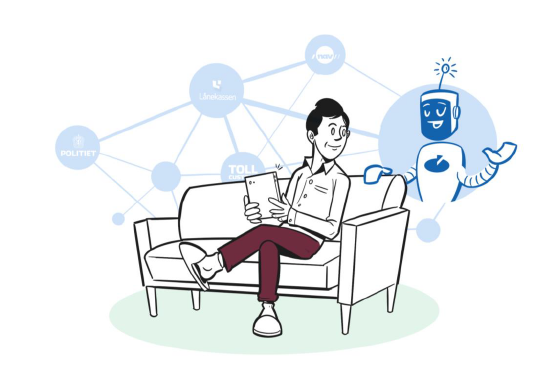 nav
Lånekassen
POLITIET
TOLL